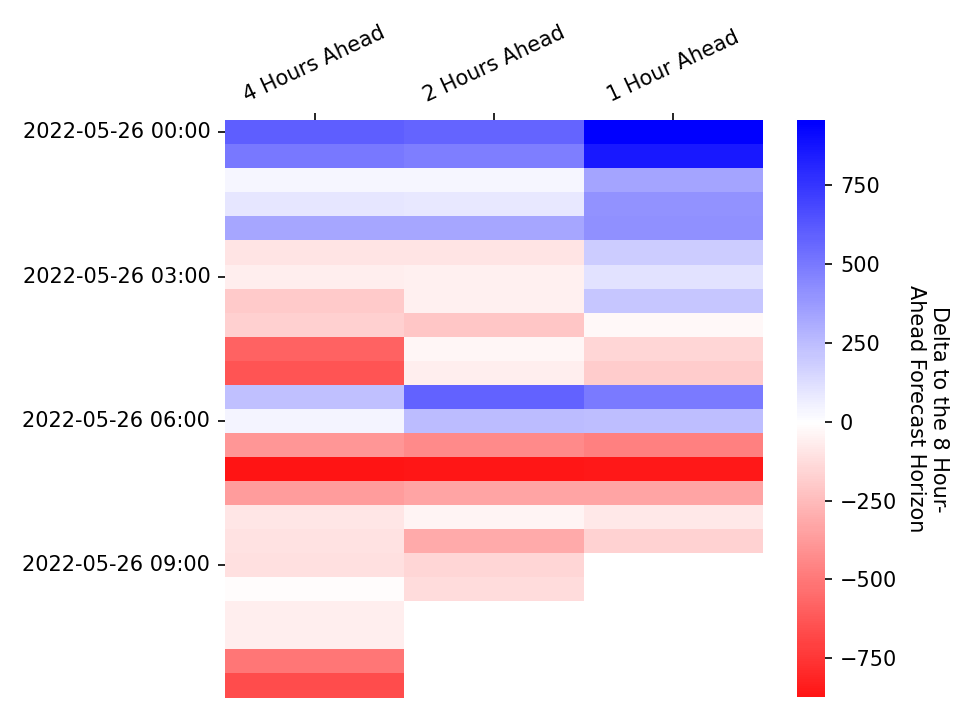 4 Hours Ahead
2 Hours Ahead
1 Hour Ahead
2022-05-26 00:00
2022-05-26 03:00
2022-05-26 06:00
2022-05-26 09:00
750
500
250
0
−250
−500
−750
Delta to the 8 Hour-
Ahead Forecast Horizon